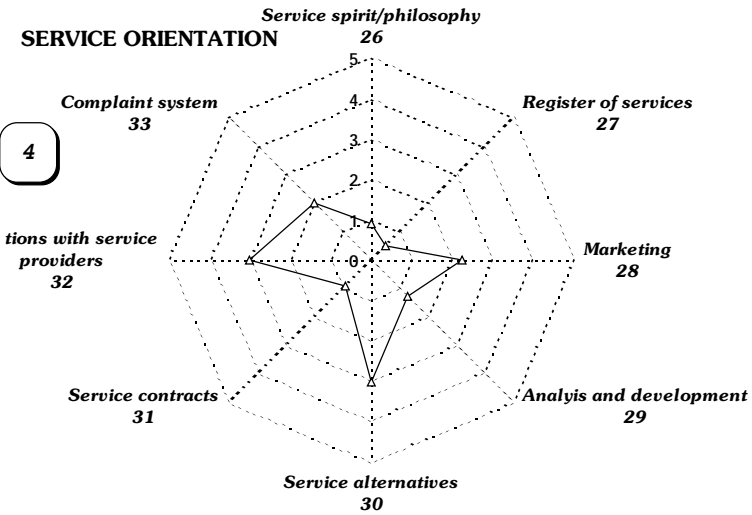 Service spirit/philosophy
26
SERVICE ORIENTATION
5
Complaint system
33
Register of services
27
4
4
3
2
1
0
tions with service
providers
32
Marketing
28
Service contracts
31
Analyis and development
29
Service alternatives
30